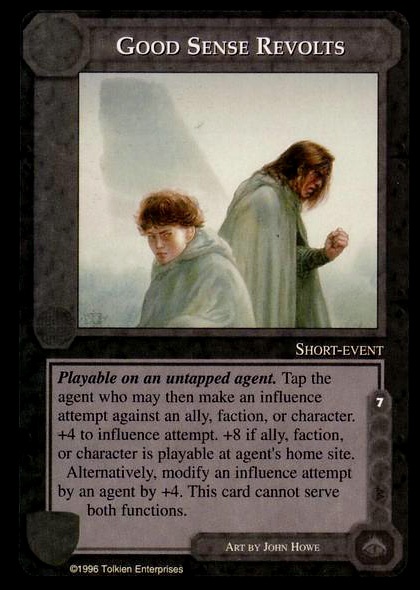 GOOD SENSE REVOLTS
SHORT-EVENT
Playable on an untapped agent. Tap the
agent who may then make an influence
attempt against an ally, faction, or character.
+4 to influence attempt. +8 if ally, faction,
or character is playable at agent's home site.
Alternatively, modify an influence attempt
by an agent by +4. This card cannot serve
both functions.
7
ART BY JOHN HOWE
©1996 Tolkien Enterprises